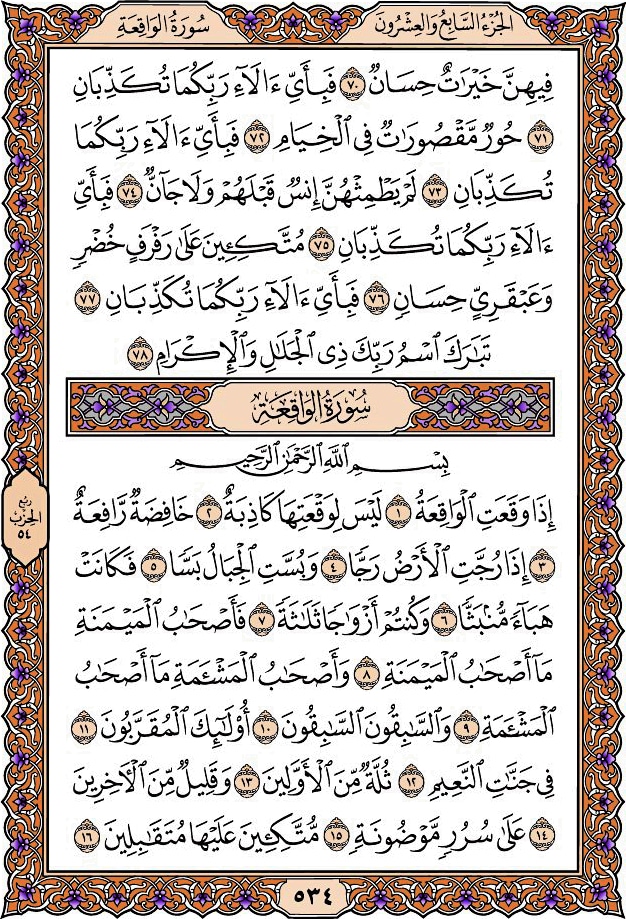 الجُزْءُ السَّابِعُ وَالعِشْرُونَ
سُورَةُ الوَاقِعَةِ
فِيهِنَّ خَيْرَٰتٌ حِسَانٌ ٧٠ فَبِأَىِّ ءَالَآءِ رَبِّكُمَا تُكَذِّبَانِ
٧١ حُورٌ مَّقْصُورَٰتٌ فِى ٱلْخِيَامِ ٧٢ فَبِأَىِّ ءَالَآءِ رَبِّكُمَا
تُكَذِّبَانِ ٧٣ لَمْ يَطْمِثْهُنَّ إِنسٌ قَبْلَهُمْ وَلَا جَآنٌّ ٧٤ فَبِأَىِّ
ءَالَآءِ رَبِّكُمَا تُكَذِّبَانِ ٧٥ مُتَّكِـِٔينَ عَلَىٰ رَفْرَفٍ خُضْرٍ
وَعَبْقَرِىٍّ حِسَانٍ ٧٦ فَبِأَىِّ ءَالَآءِ رَبِّكُمَا تُكَذِّبَانِ ٧٧
تَبَٰرَكَ ٱسْمُ رَبِّكَ ذِى ٱلْجَلَٰلِ وَٱلْإِكْرَامِ ٧٨
سُورَةُ الوَاقِعَةِ
بِسْمِ ٱللَّهِ ٱلرَّحْمَٰنِ ٱلرَّحِيمِ
إِذَا وَقَعَتِ ٱلْوَاقِعَةُ ١ لَيْسَ لِوَقْعَتِهَا كَاذِبَةٌ ٢ خَافِضَةٌ رَّافِعَةٌ
٣ إِذَا رُجَّتِ ٱلْأَرْضُ رَجًّا ٤ وَبُسَّتِ ٱلْجِبَالُ بَسًّا ٥ فَكَانَتْ
هَبَآءً مُّنۢبَثًّا ٦ وَكُنتُمْ أَزْوَٰجًا ثَلَٰثَةً ٧ فَأَصْحَٰبُ ٱلْمَيْمَنَةِ
مَآ أَصْحَٰبُ ٱلْمَيْمَنَةِ ٨ وَأَصْحَٰبُ ٱلْمَشْـَٔمَةِ مَآ أَصْحَٰبُ
ٱلْمَشْـَٔمَةِ ٩ وَٱلسَّٰبِقُونَ ٱلسَّٰبِقُونَ ١٠ أُو۟لَٰٓئِكَ ٱلْمُقَرَّبُونَ ١١
فِى جَنَّٰتِ ٱلنَّعِيمِ ١٢ ثُلَّةٌ مِّنَ ٱلْأَوَّلِينَ ١٣ وَقَلِيلٌ مِّنَ ٱلْـَٔاخِرِينَ
١٤ عَلَىٰ سُرُرٍ مَّوْضُونَةٍ ١٥ مُّتَّكِـِٔينَ عَلَيْهَا مُتَقَٰبِلِينَ ١٦
رُبع
الحِزْب
٥٤
٥٣٤